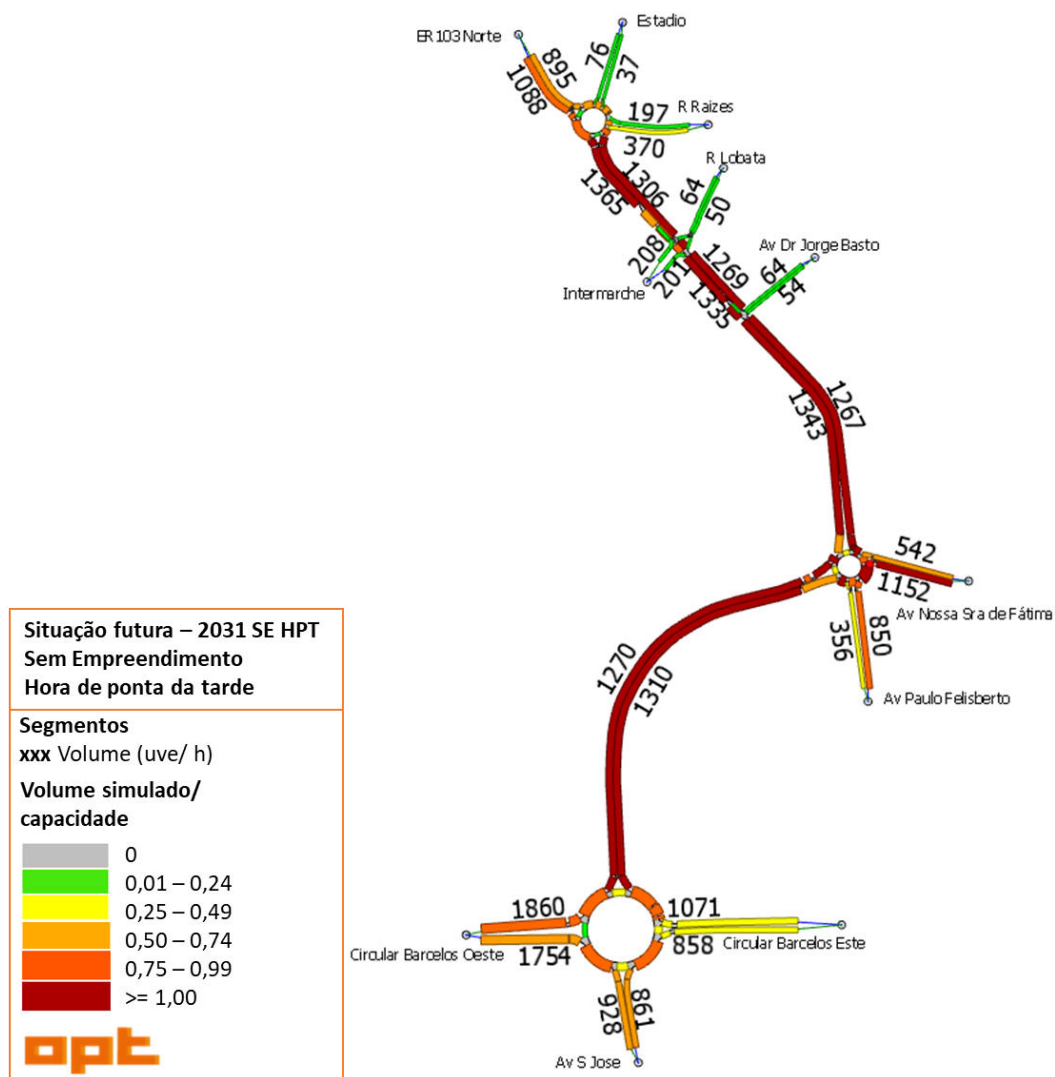 Estadio
ER 103 Norte
895
1088
76
37
197
R Raizes
370
R Lobata
1306
1365
64
50
208
201
Intermarche
Av Dr Jorge Basto
1269
1335
64
54
1267
1343
542
1152
Av Nossa Sra de Fátima
356
850
Av Paulo Felisberto
1270
1310
Situação futura – 2031 SE HPT
Sem Empreendimento
Hora de ponta da tarde
Segmentos
xxx Volume (uve/ h)
Volume simulado/
capacidade
0
0,01 – 0,24
0,25 – 0,49
0,50 – 0,74
0,75 – 0,99
>= 1,00
opt
1860
1071
Circular Barcelos Oeste
1754
858
Circular Barcelos Este
928
861
Av S Jose